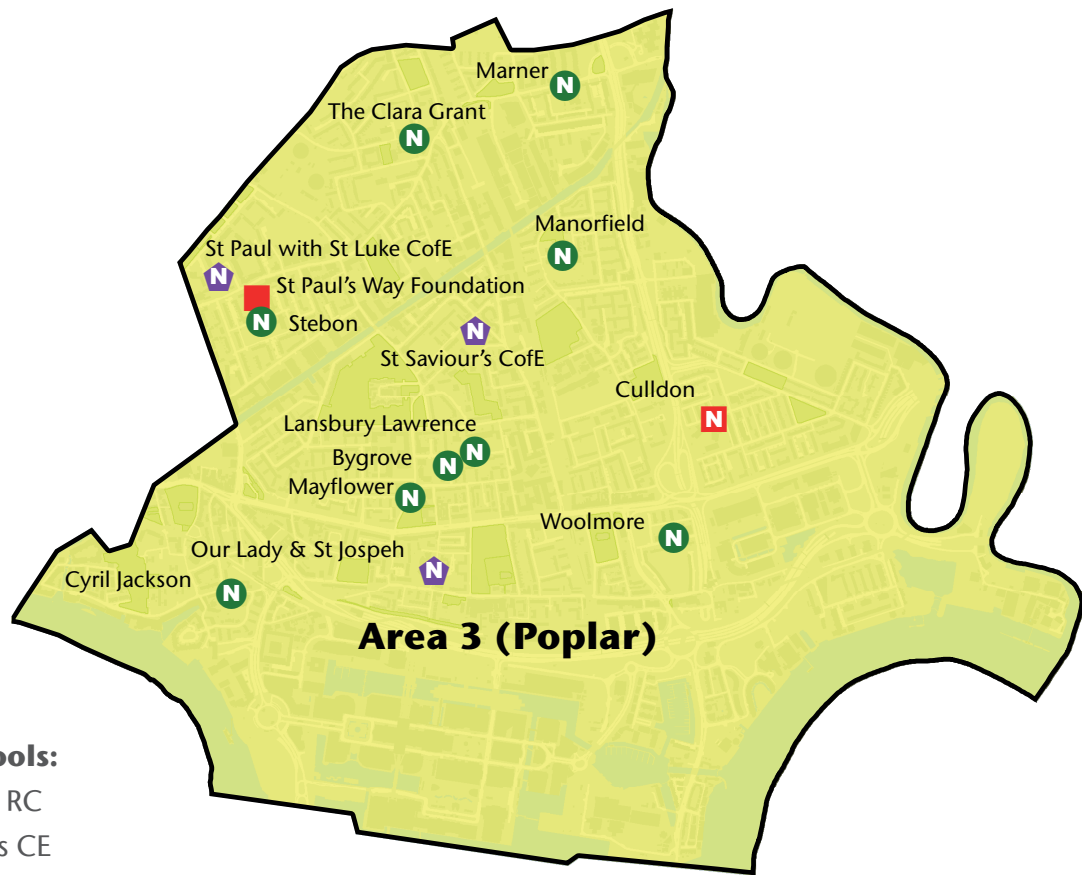 Marner
N
The Clara Grant
N
Manorfield
N
St Paul with St Luke CofE
N
St Paul's Way Foundation
N
Stebon
N
St Saviour's CofE
Culldon
N
Lansbury Lawrence
N
Bygrove
N
Mayflower
N
Woolmore
N
Our Lady & St Jospeh
N
Cyril Jackson
N
Area 3 (Poplar)
ools:
RC
s CE